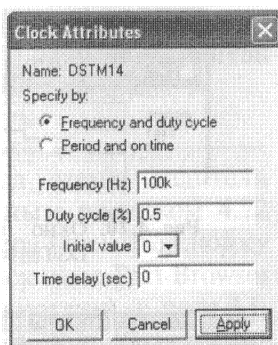 Clock Attributes
Name: DSTM14
Specify by:
Frequency and duty cycle
Period and on time
Frequency (Hz) 100k
Duty cycle (%) 0.5
Initial value 0
Time delay (sec) 0
OK Cancel Apply